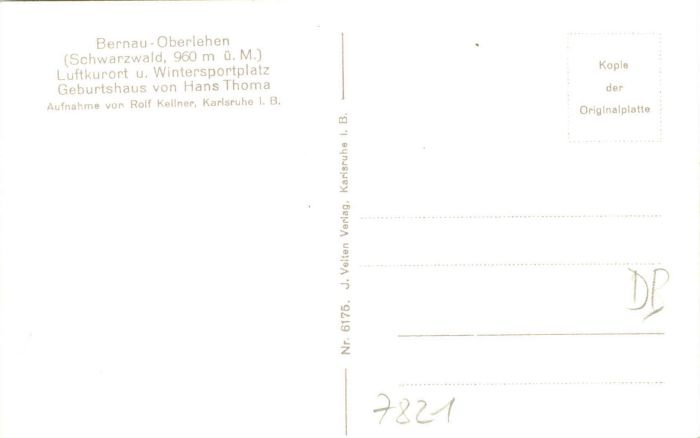 Bernau-Oberlehen
(Schwarzwald, 960 m ü. M.)
Luftkurort u. Wintersportplatz
Geburtshaus von Hans Thoma
Aufnahme von Rolf Kellner, Karlsruhe i. B.
Nr. 6175. J. Velten Verlag, Karlsruhe i. B.
Kopie
der
Originalplatte
DP
7821